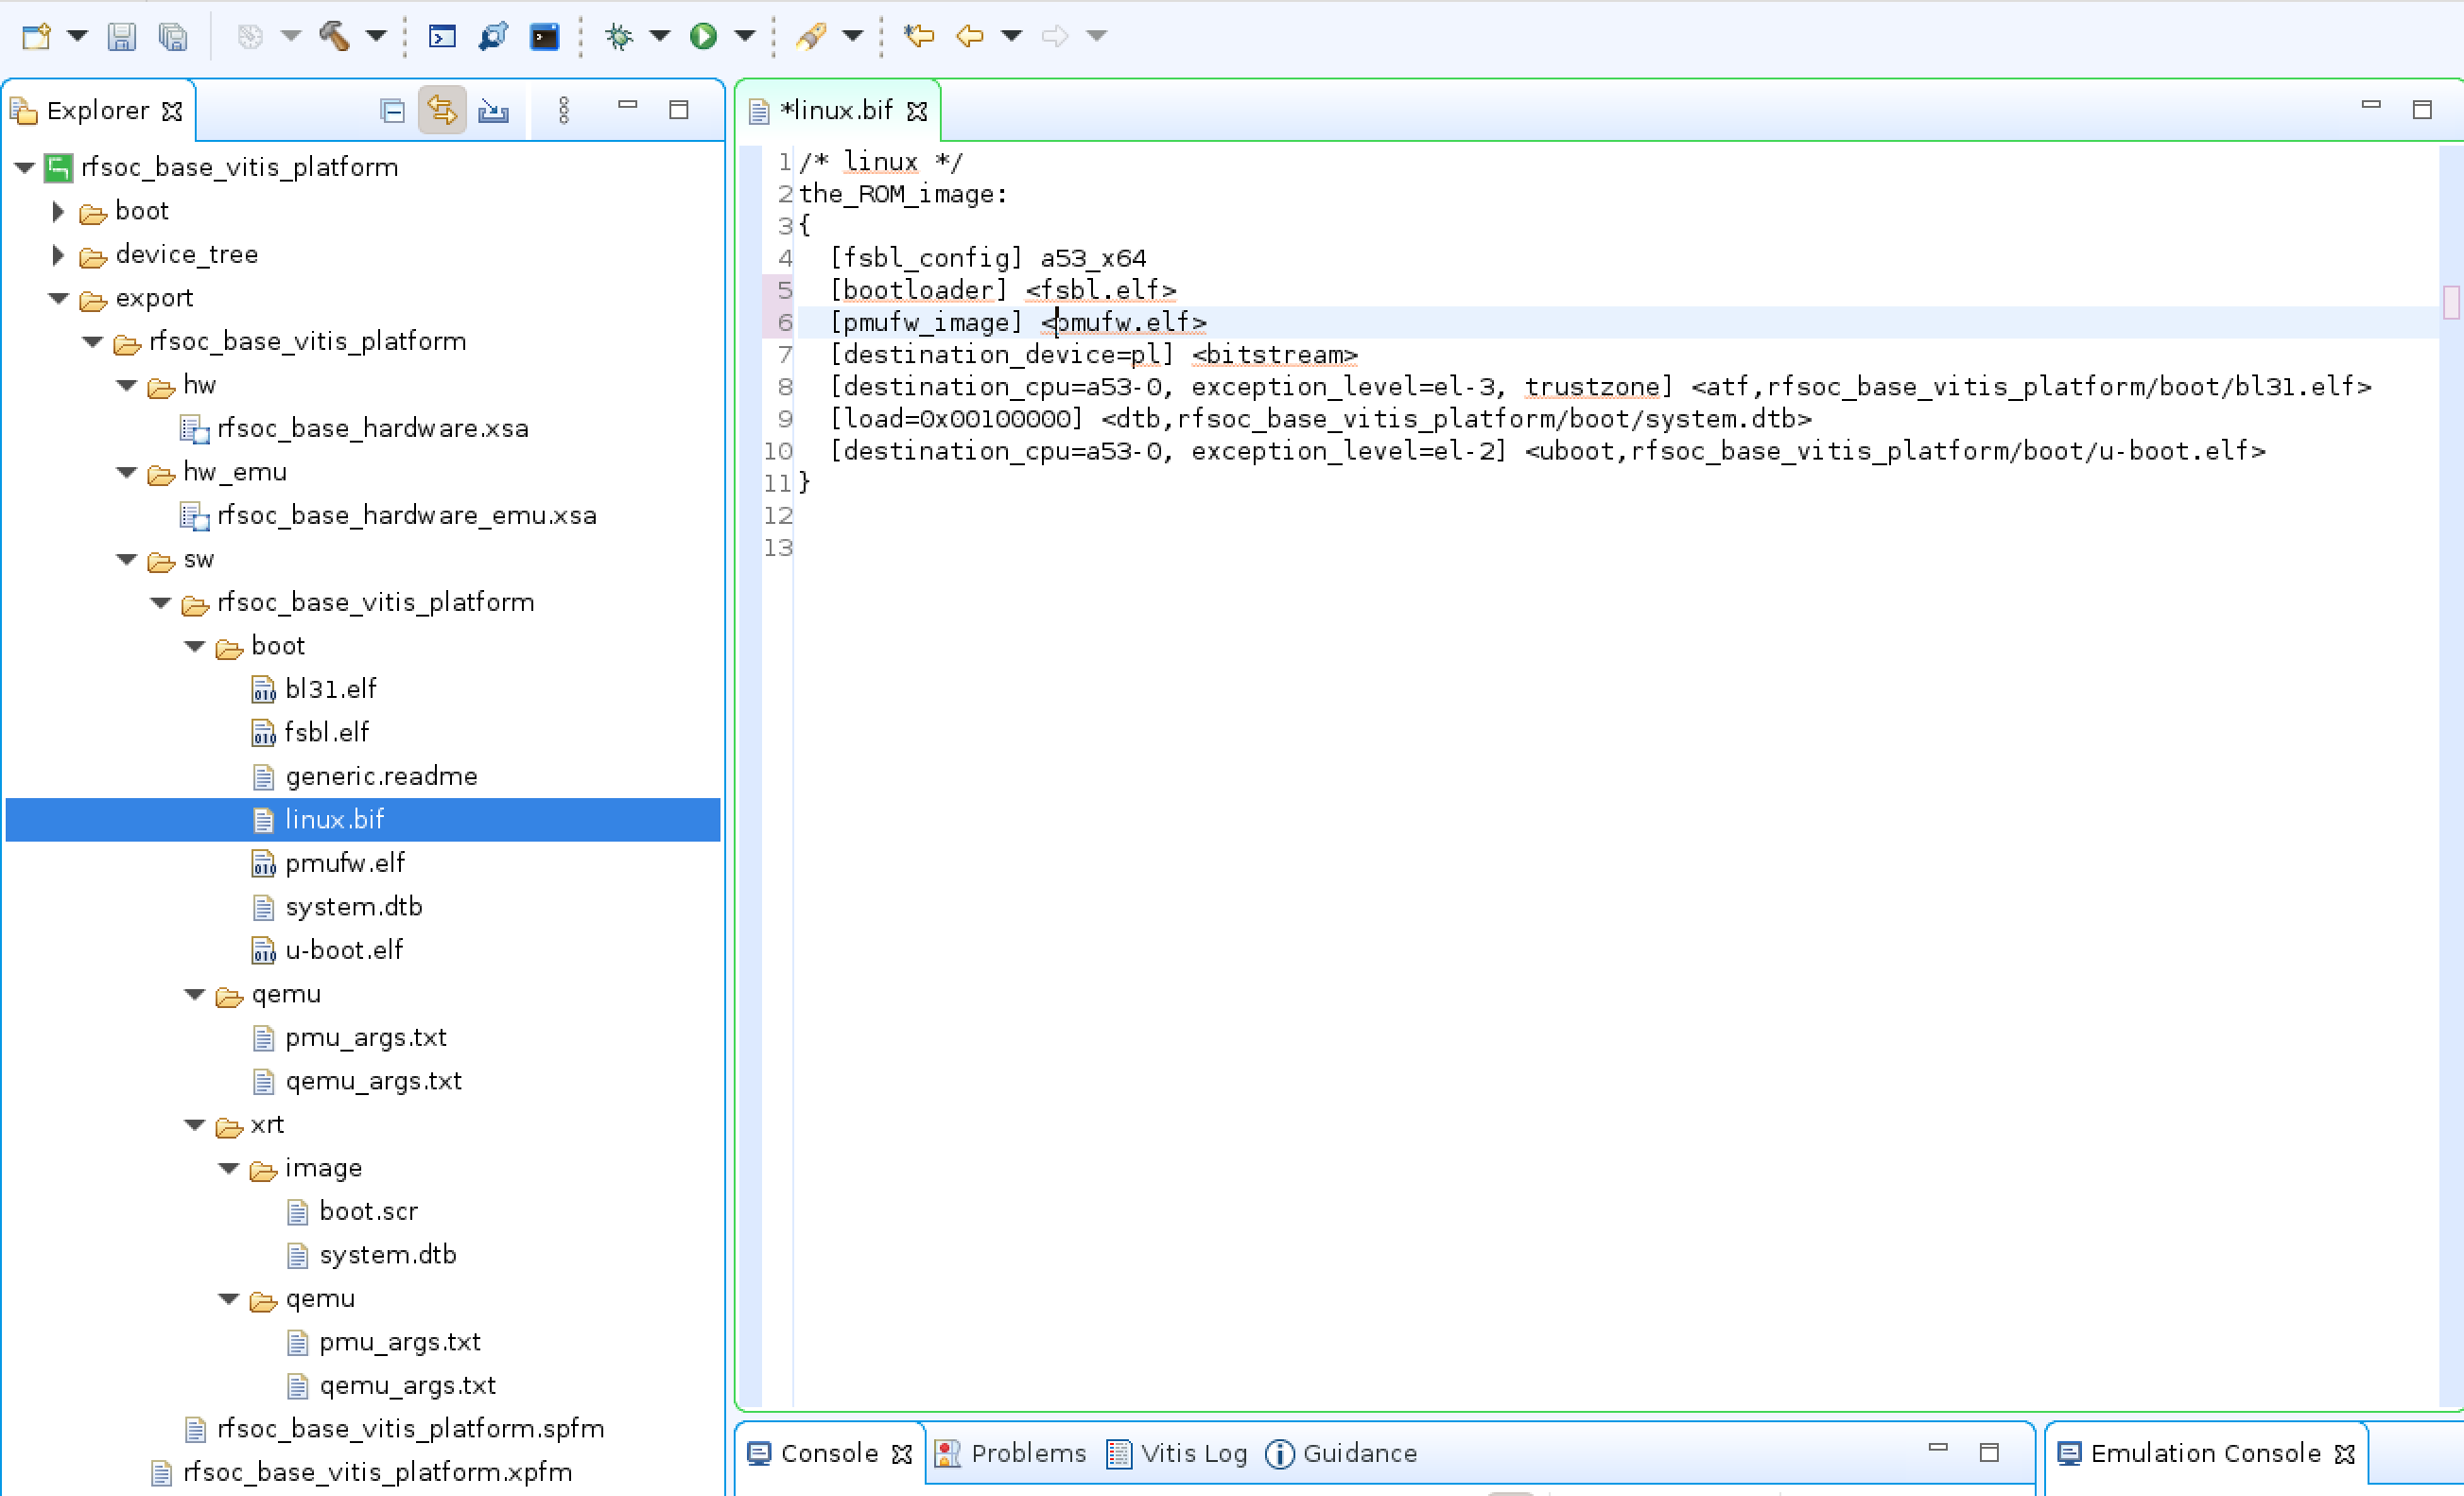 Explorer
rfsoc_base_vitis_platform
boot
device_tree
export
rfsoc_base_vitis_platform
hw
rfsoc_base_hardware.xsa
hw_emu
rfsoc_base_hardware_emu.xsa
sw
rfsoc_base_vitis_platform
boot
bl31.elf
fsbl.elf
generic.readme
linux.bif
pmufw.elf
system.dtb
u-boot.elf
qemu
pmu_args.txt
qemu_args.txt
xrt
image
boot.scr
system.dtb
qemu
pmu_args.txt
qemu_args.txt
rfsoc_base_vitis_platform.spfm
rfsoc_base_vitis_platform.xpfm
*linux.bif
1 /* linux */
2 the_ROM_image:
3 {
4 [fsbl_config] a53_x64
5 [bootloader] <fsbl.elf>
6 [pmufw_image] <pmufw.elf>
7 [destination_device=pl] <bitstream>
8 [destination_cpu=a53-0, exception_level=el-3, trustzone] <atf,rfsoc_base_vitis_platform/boot/bl31.elf>
9 [load=0x00100000] <dtb,rfsoc_base_vitis_platform/boot/system.dtb>
10 [destination_cpu=a53-0, exception_level=el-2] <uboot,rfsoc_base_vitis_platform/boot/u-boot.elf>
11 }
12
13
Console Problems Vitis Log Guidance
Emulation Console